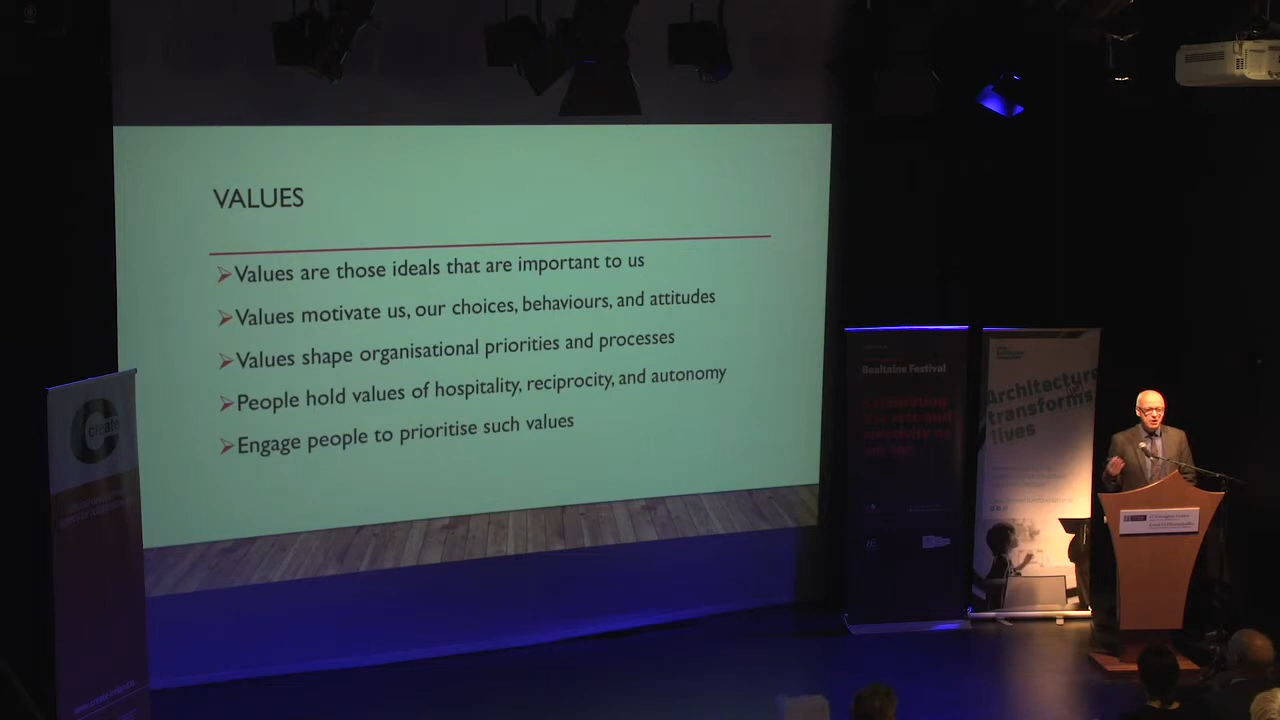 VALUES
Values are those ideals that are important to us
Values motivate us, our choices, behaviours, and attitudes
Values shape organisational priorities and processes
People hold values of hospitality, reciprocity, and autonomy
Engage people to prioritise such values
create
Bealtaine Festival
Architecture
transforms
lives